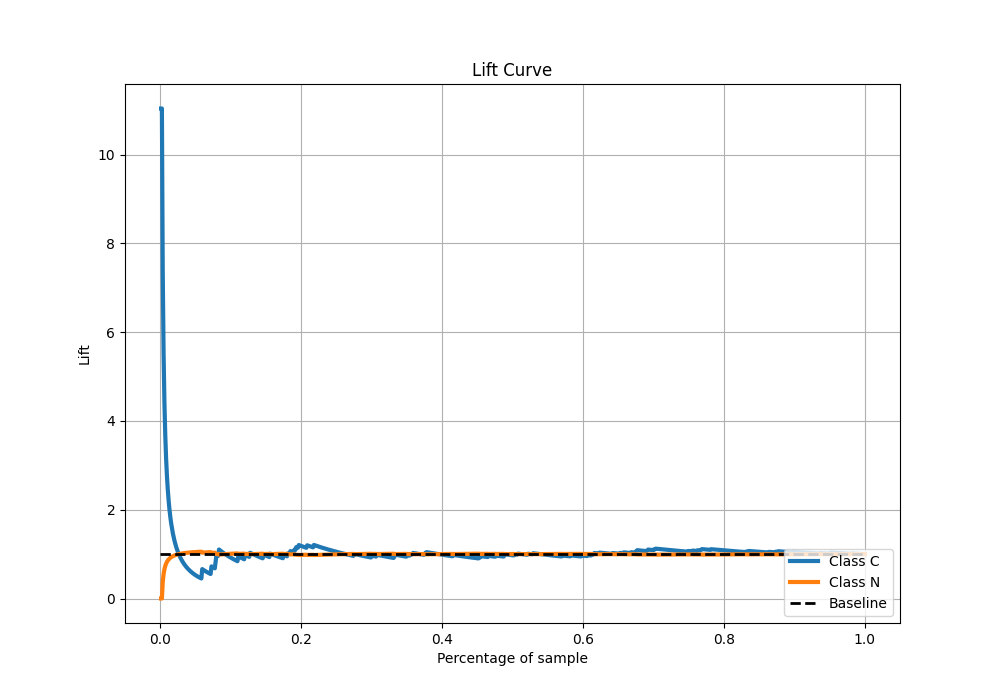 Lift Curve
Lift
10
8
6
4
2
0
0.0 0.2 0.4 0.6 0.8 1.0
Percentage of sample
Class C
Class N
Baseline